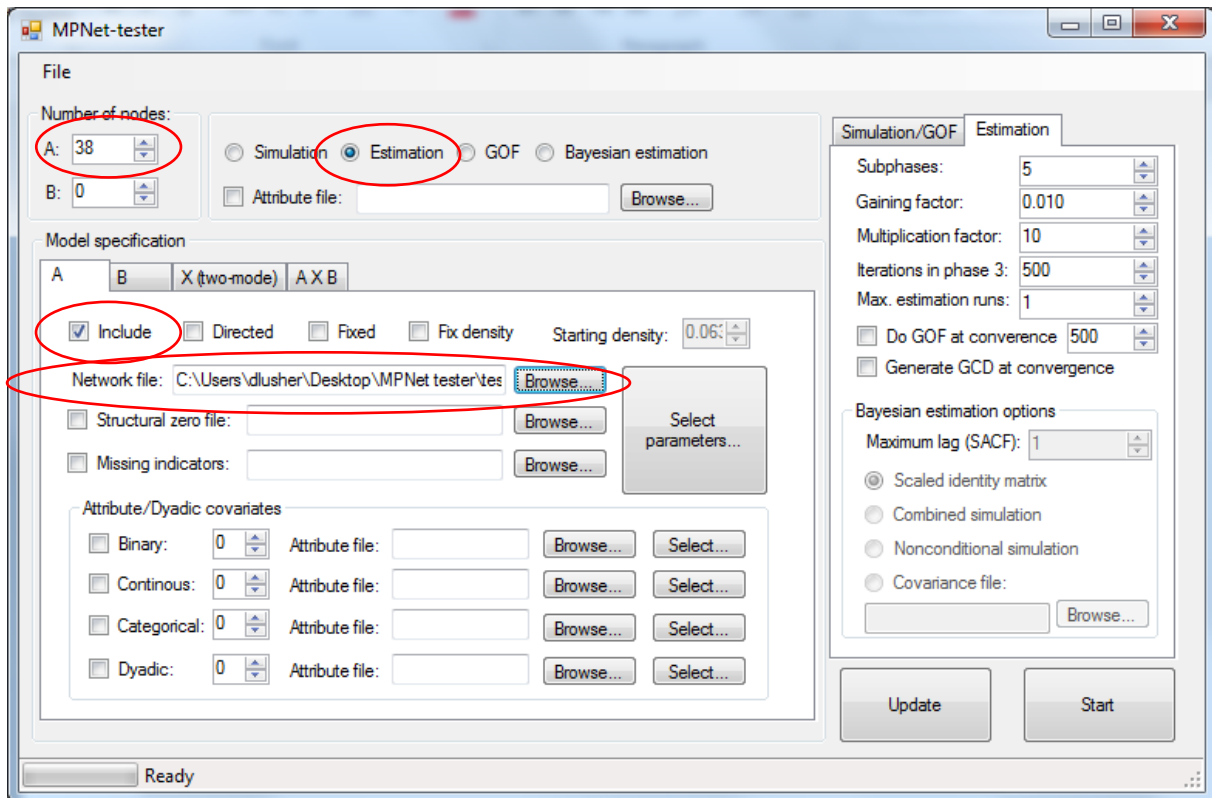 MPNet-tester
File
Number of nodes:
A: 38
B: 0
Simulation Estimation GOF Bayesian estimation
Attribute file: Browse...
Model specification
A B X (two-mode) A X B
Include Directed Fixed Fix density Starting density: 0.06
Network file: C:\Users\dlusher\Desktop\MPNet tester\tes Browse...
Structural zero file: Browse...
Missing indicators: Browse...
Select
parameters...
Attribute/Dyadic covariates
Binary: 0 Attribute file: Browse... Select...
Continous: 0 Attribute file: Browse... Select...
Categorical: 0 Attribute file: Browse... Select...
Dyadic: 0 Attribute file: Browse... Select...
Simulation/GOF Estimation
Subphases: 5
Gaining factor: 0.010
Multiplication factor: 10
Iterations in phase 3: 500
Max. estimation runs: 1
Do GOF at converence 500
Generate GCD at convergence
Bayesian estimation options
Maximum lag (SACF): 1
Scaled identity matrix
Combined simulation
Nonconditional simulation
Covariance file:
Browse...
Update Start
Ready